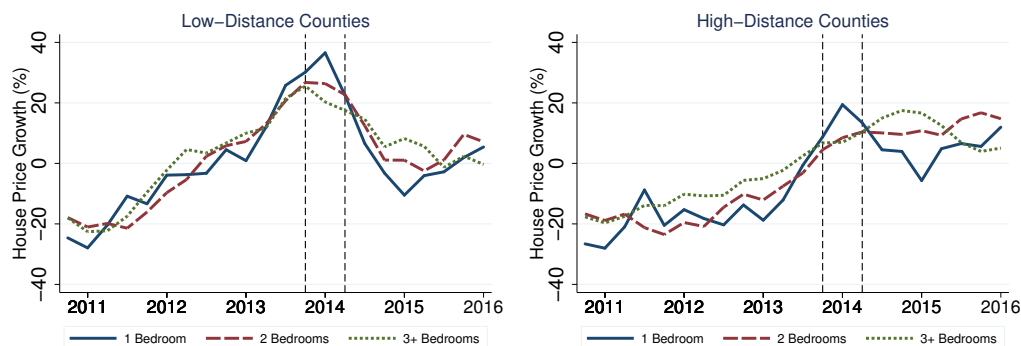 Low−Distance Counties
House Price Growth (%)
40
20
0
−20
−40
2011 2012 2013 2014 2015 2016
1 Bedroom 2 Bedrooms 3+ Bedrooms
High−Distance Counties
House Price Growth (%)
40
20
0
−20
−40
2011 2012 2013 2014 2015 2016
1 Bedroom 2 Bedrooms 3+ Bedrooms